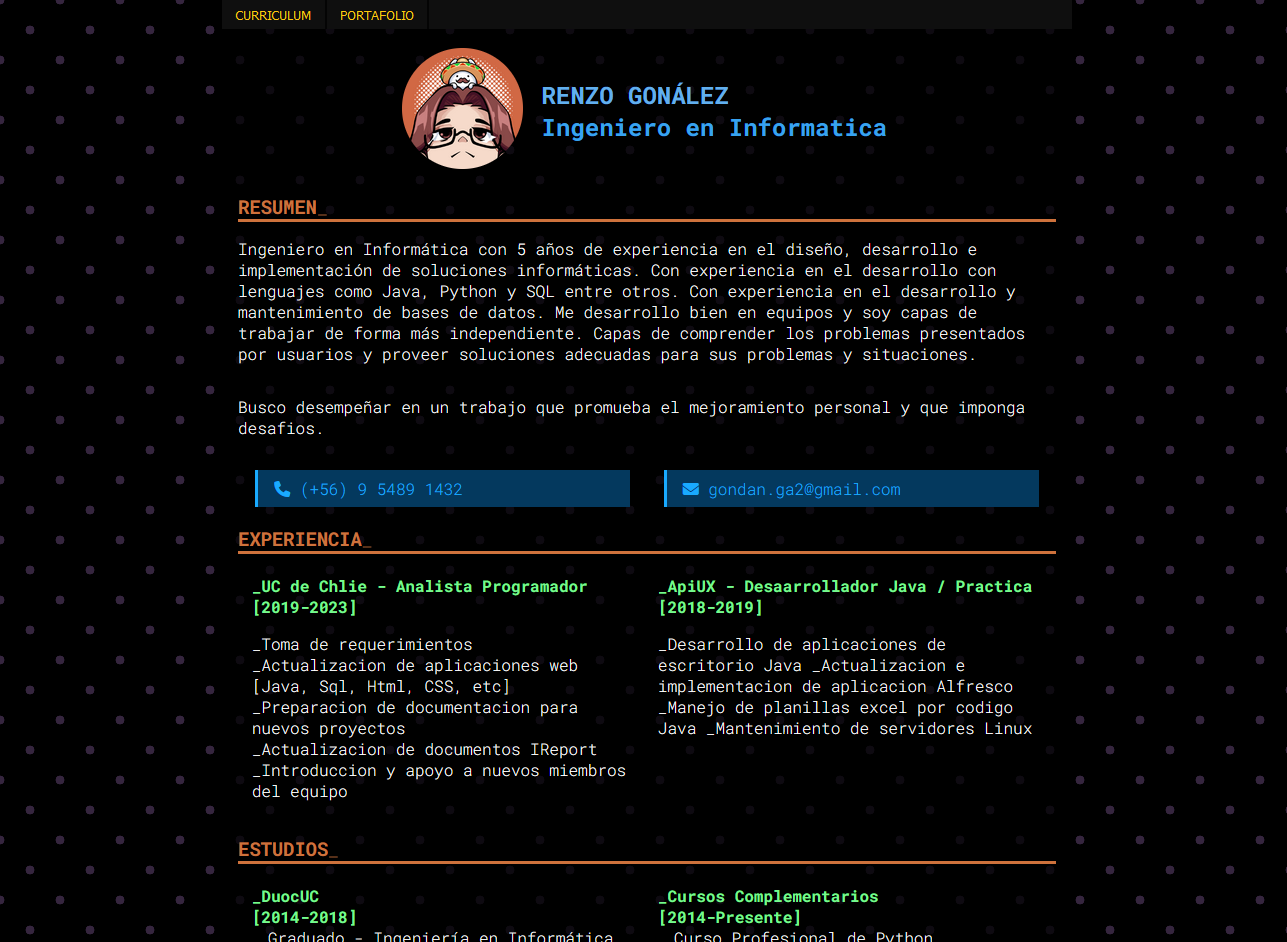 CURRICULUM
PORTAFOLIO
RENZO GONÁLEZ
Ingeniero en Informatica
RESUMEN_
Ingeniero en Informática con 5 años de experiencia en el diseño, desarrollo e
implementación de soluciones informáticas. Con experiencia en el desarrollo con
lenguajes como Java, Python y SQL entre otros. Con experiencia en el desarrollo y
mantenimiento de bases de datos. Me desarrollo bien en equipos y soy capas de
trabajar de forma más independiente. Capas de comprender los problemas presentados
por usuarios y proveer soluciones adecuadas para sus problemas y situaciones.
Busco desempeñar en un trabajo que promueba el mejoramiento personal y que imponga
desafios.
(+56) 9 5489 1432
gondan.ga2@gmail.com
EXPERIENCIA_
_UC de Chlie - Analista Programador
[2019-2023]
_Toma de requerimientos
_Actualizacion de aplicaciones web
[Java, Sql, Html, CSS, etc]
_Preparacion de documentacion para
nuevos proyectos
_Actualizacion de documentos IReport
_Introduccion y apoyo a nuevos miembros
del equipo
_ApiUX - Desaarrollador Java / Practica
[2018-2019]
_Desarrollo de aplicaciones de
escritorio Java _Actualizacion e
implementacion de aplicacion Alfresco
_Manejo de planillas excel por codigo
Java _Mantenimiento de servidores Linux
ESTUDIOS_
_DuocUC
[2014-2018]
_Graduado - Ingeniería en Informática
_Cursos Complementarios
[2014-Presente]
_Curso Profesional de Python